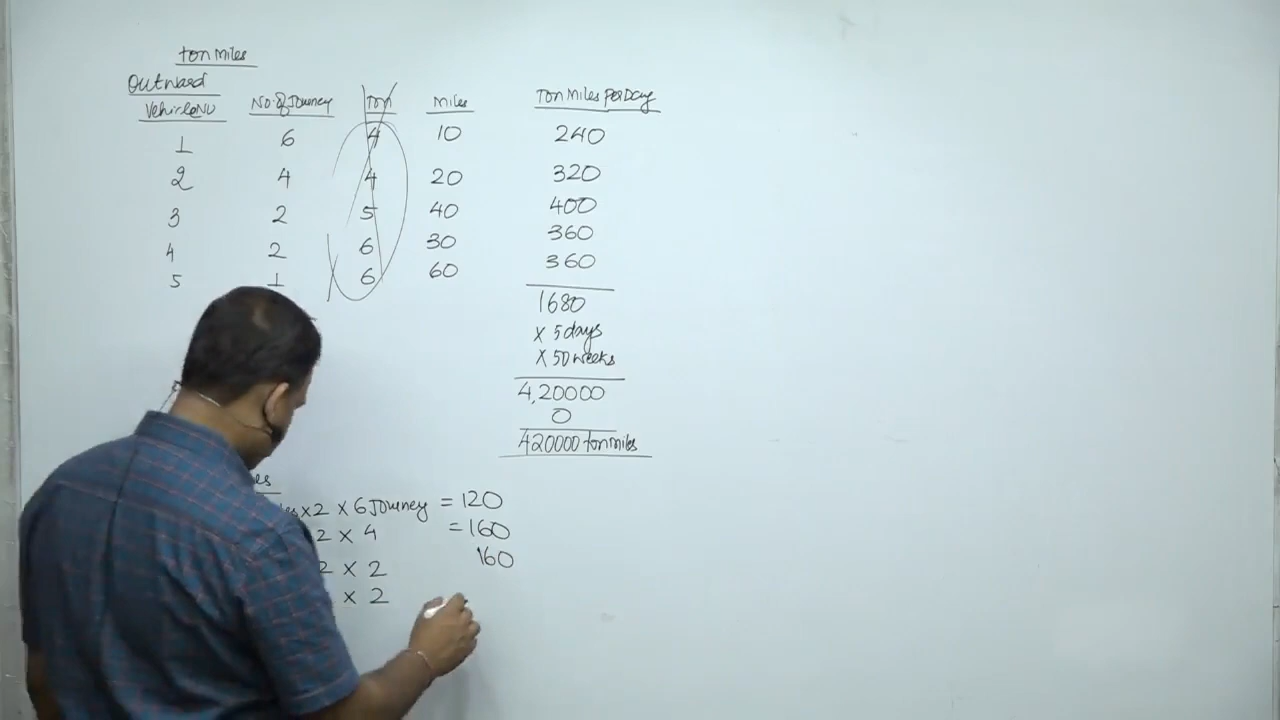 Ton Miles
Outward
Vehicle No No. of Journey Ton Miles Ton Miles Per Day
1 6 4 10 240
2 4 4 20 320
3 2 5 40 400
4 2 6 30 360
5 1 6 60 360
1680
x 5 days
x 50 weeks
4,20000
0
420000 ton miles
es
es x 2 x 6 Journey = 120
2 x 4 = 160
2 x 2 160
x 2